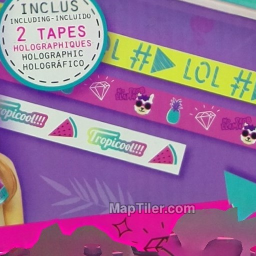 INCLUS
INCLUDING-INCLUIDO
2 TAPES
HOLOGRAPHIQUES
HOLOGRAPHIC
HOLOGRÁFICO
LOL # LOL #
Tropicool!!! Tropicool!!!
MapTiler.com